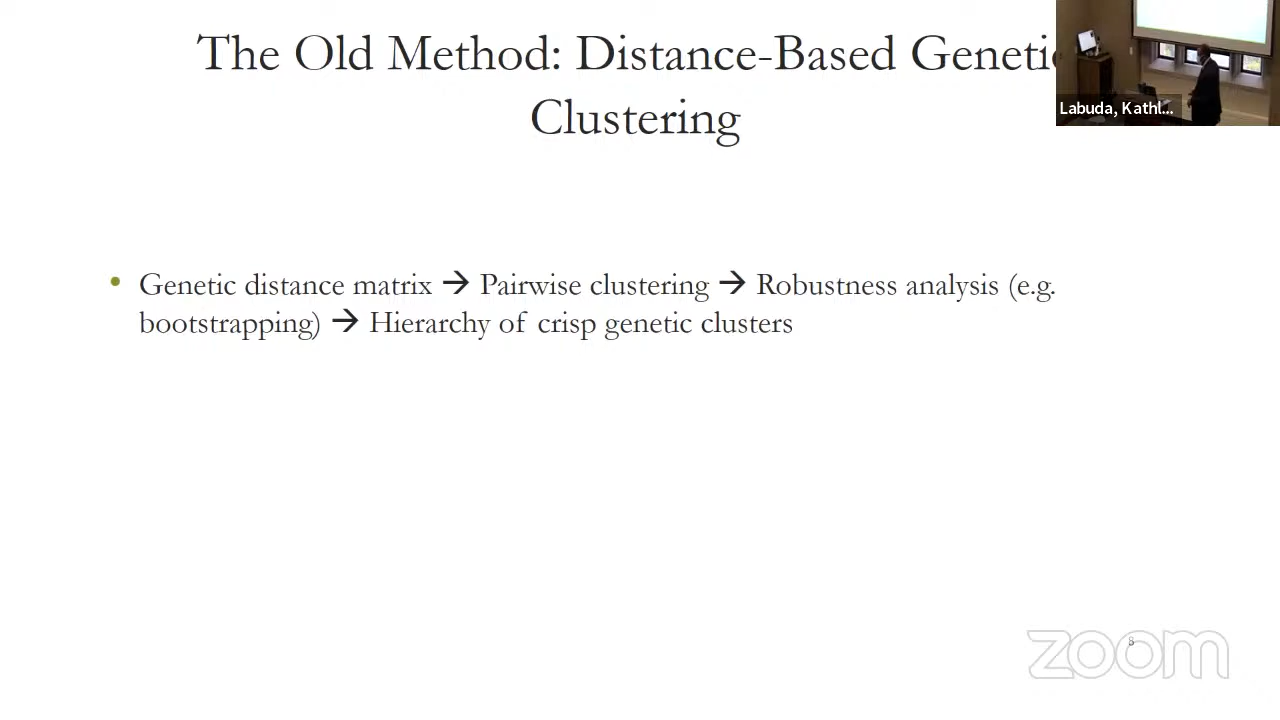 The Old Method: Distance-Based Genetic
Clustering
Labuda, Kathl...
• Genetic distance matrix → Pairwise clustering → Robustness analysis (e.g.
bootstrapping) → Hierarchy of crisp genetic clusters
8
zoom